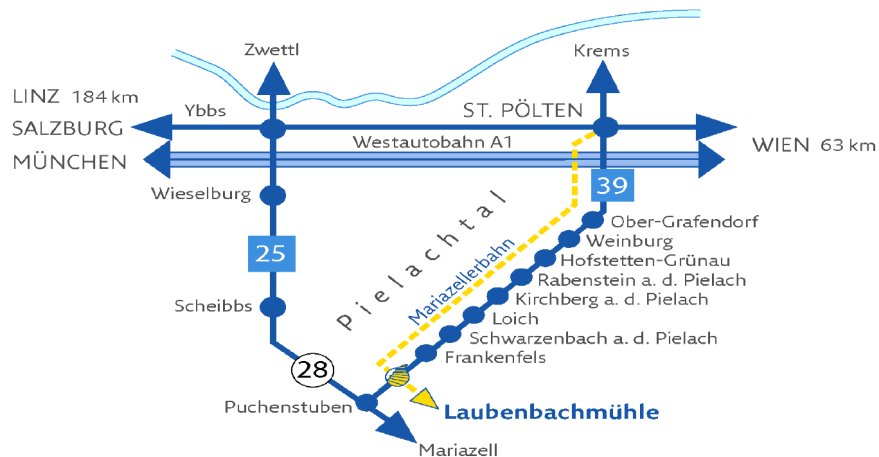 Zwettl
Krems
LINZ 184 km
Ybbs
ST. PÖLTEN
SALZBURG
Westautobahn A1
WIEN 63 km
MÜNCHEN
Wieselburg
39
Pielachtal
Ober-Grafendorf
Weinburg
25
Mariazellerbahn
Hofstetten-Grünau
Rabenstein a. d. Pielach
Kirchberg a. d. Pielach
Scheibbs
Loich
Schwarzenbach a. d. Pielach
Frankenfels
28
Puchenstuben
Laubenbachmühle
Mariazell